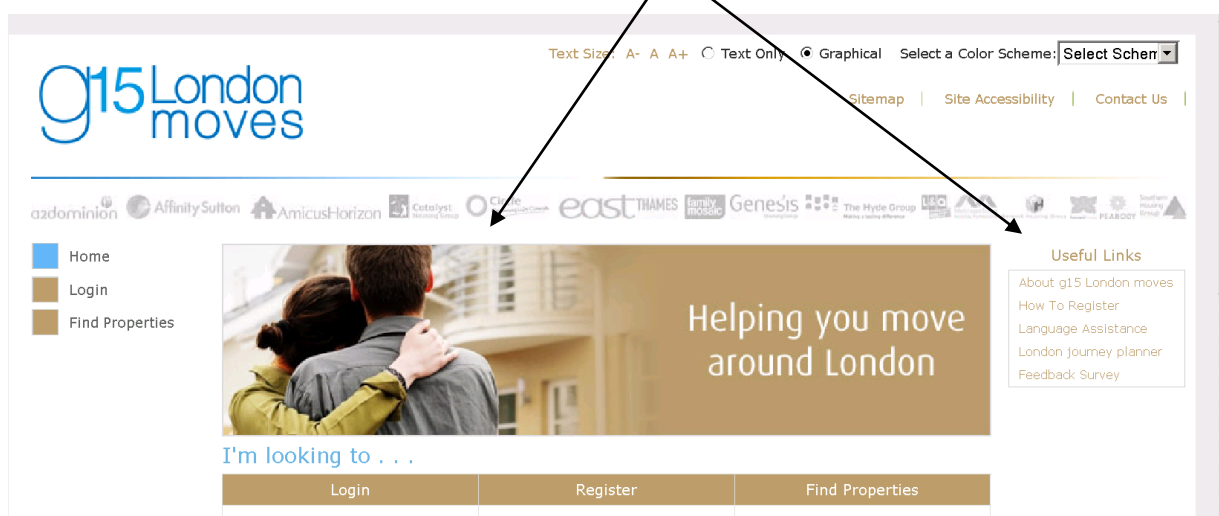 Text Size: A- A A+ Text Only Graphical Select a Color Scheme: Select Schem
g15 London moves
Sitemap Site Accessibility Contact Us
a2dominion Affinity Sutton AmicusHorizon Catalyst Circle east THAMES family mosaic Genesis The Hyde Group L&Q PEABODY Southern Housing Group
Making a lasting difference
Home
Login
Find Properties
Helping you move
around London
Useful Links
About g15 London moves
How To Register
Language Assistance
London journey planner
Feedback Survey
I'm looking to . . .
Login Register Find Properties